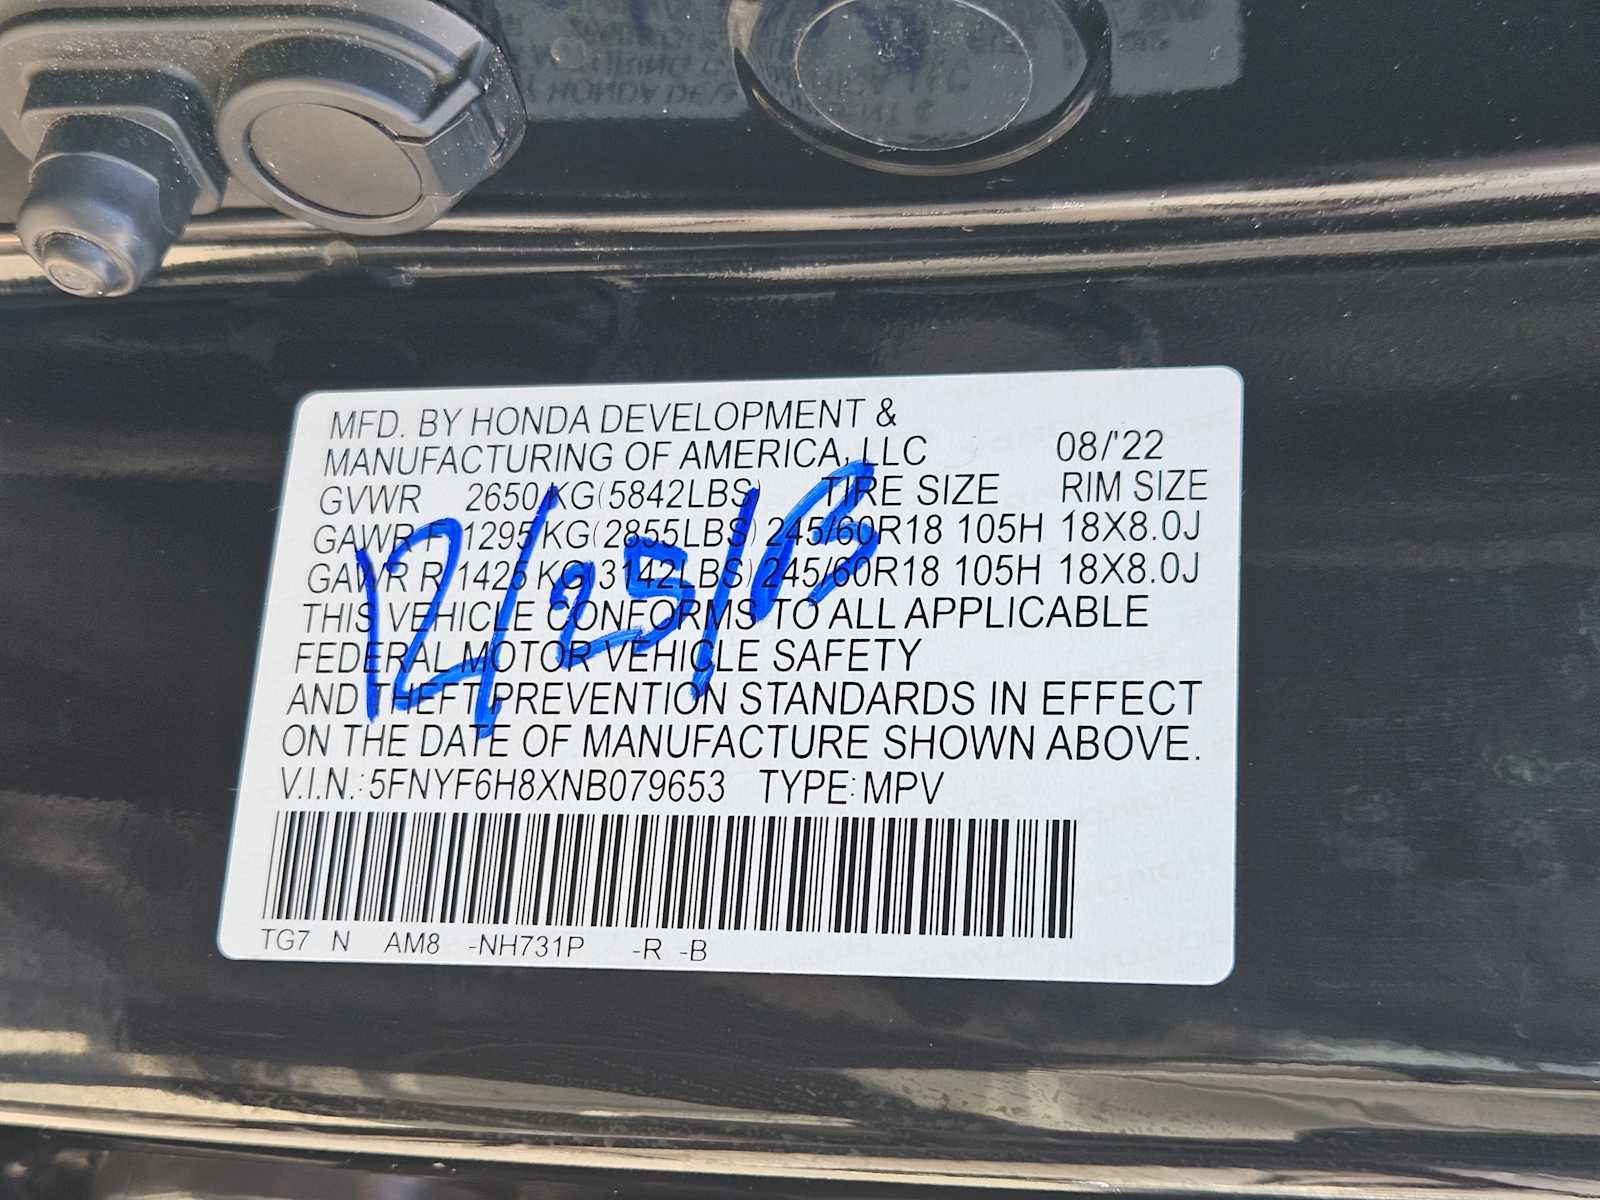 MFD. BY HONDA DEVELOPMENT &
MANUFACTURING OF AMERICA, LLC 08/'22
GVWR 2650 KG(5842LBS) TIRE SIZE RIM SIZE
GAWR F 1295 KG(2855LBS) 245/60R18 105H 18X8.0J
GAWR R 1425 KG(3142LBS) 245/60R18 105H 18X8.0J
THIS VEHICLE CONFORMS TO ALL APPLICABLE
FEDERAL MOTOR VEHICLE SAFETY
AND THEFT PREVENTION STANDARDS IN EFFECT
ON THE DATE OF MANUFACTURE SHOWN ABOVE.
V.I.N.: 5FNYF6H8XNB079653 TYPE: MPV
TG7 N AM8 -NH731P -R -B